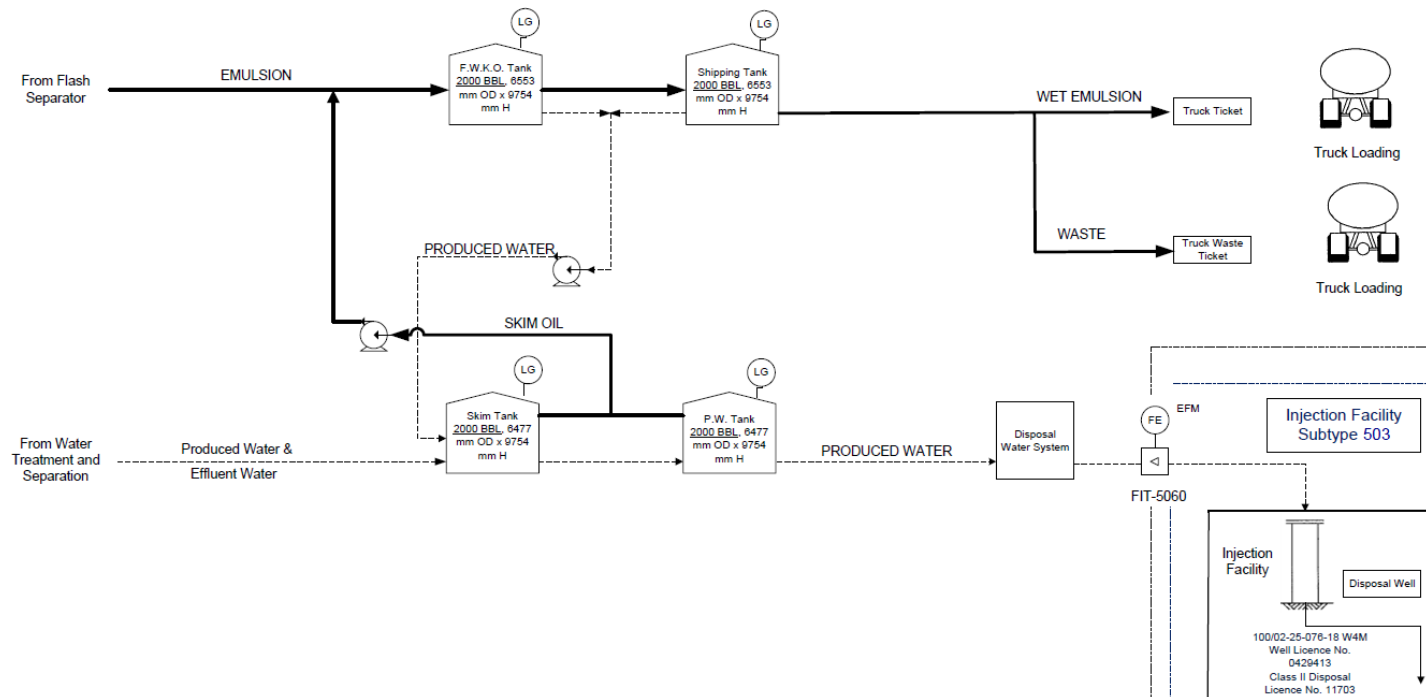 LG
LG
From Flash
Separator
EMULSION
F.W.K.O. Tank
2000 BBL, 6553
mm OD x 9754
mm H
Shipping Tank
2000 BBL, 6553
mm OD x 9754
mm H
WET EMULSION
Truck Ticket
Truck Loading
PRODUCED WATER
WASTE
Truck Waste
Ticket
Truck Loading
SKIM OIL
LG
LG
From Water
Treatment and
Separation
Produced Water &
Effluent Water
Skim Tank
2000 BBL, 6477
mm OD x 9754
mm H
P.W. Tank
2000 BBL, 6477
mm OD x 9754
mm H
PRODUCED WATER
Disposal
Water System
FE
EFM
FIT-5060
Injection Facility
Subtype 503
Injection
Facility
Disposal Well
100/02-25-076-18 W4M
Well Licence No.
0429413
Class II Disposal
Licence No. 11703